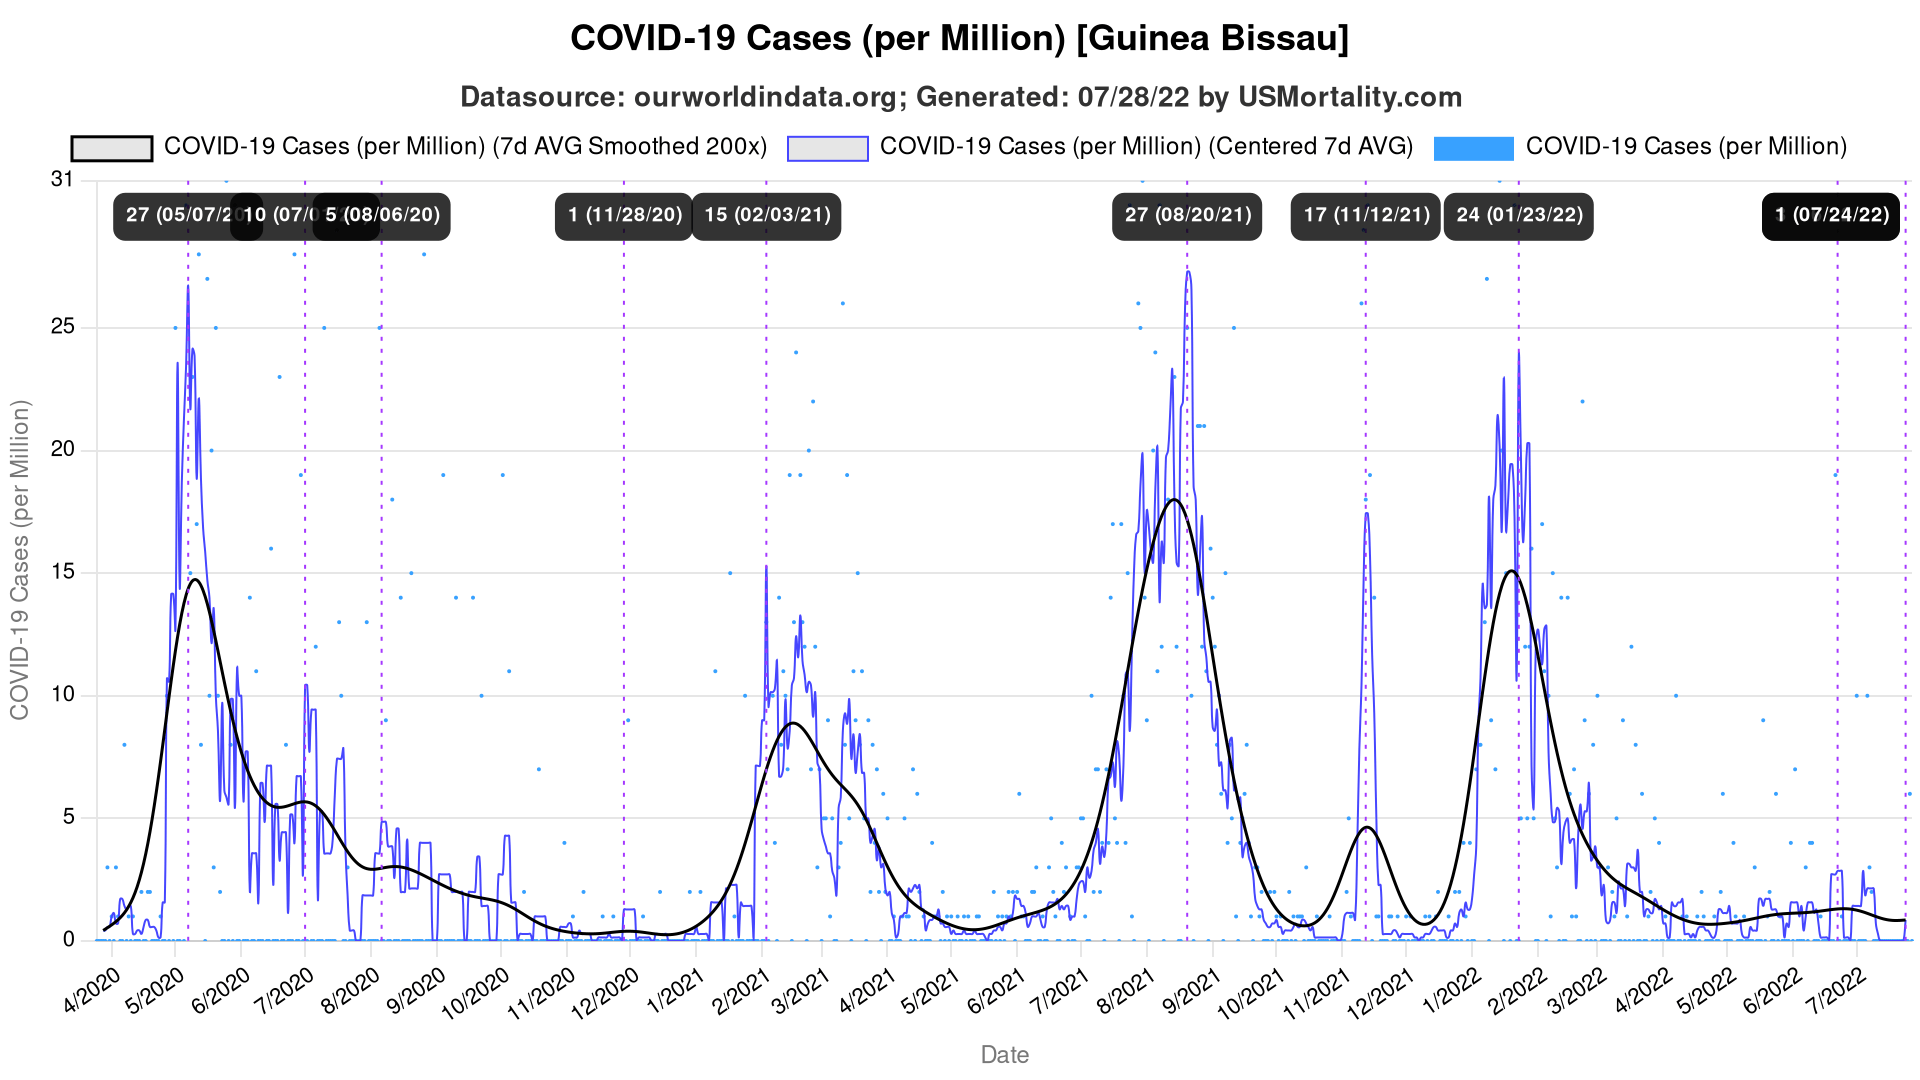 COVID-19 Cases (per Million) [Guinea Bissau]
Datasource: ourworldindata.org; Generated: 07/28/22 by USMortality.com
COVID-19 Cases (per Million) (7d AVG Smoothed 200x) COVID-19 Cases (per Million) (Centered 7d AVG) COVID-19 Cases (per Million)
31
27 (05/07/20) 10 (07/0 5 (08/06/20) 1 (11/28/20) 15 (02/03/21) 27 (08/20/21) 17 (11/12/21) 24 (01/23/22) 1 (07/24/22)
25
20
15
10
5
0
COVID-19 Cases (per Million)
4/2020 5/2020 6/2020 7/2020 8/2020 9/2020 10/2020 11/2020 12/2020 1/2021 2/2021 3/2021 4/2021 5/2021 6/2021 7/2021 8/2021 9/2021 10/2021 11/2021 12/2021 1/2022 2/2022 3/2022 4/2022 5/2022 6/2022 7/2022
Date